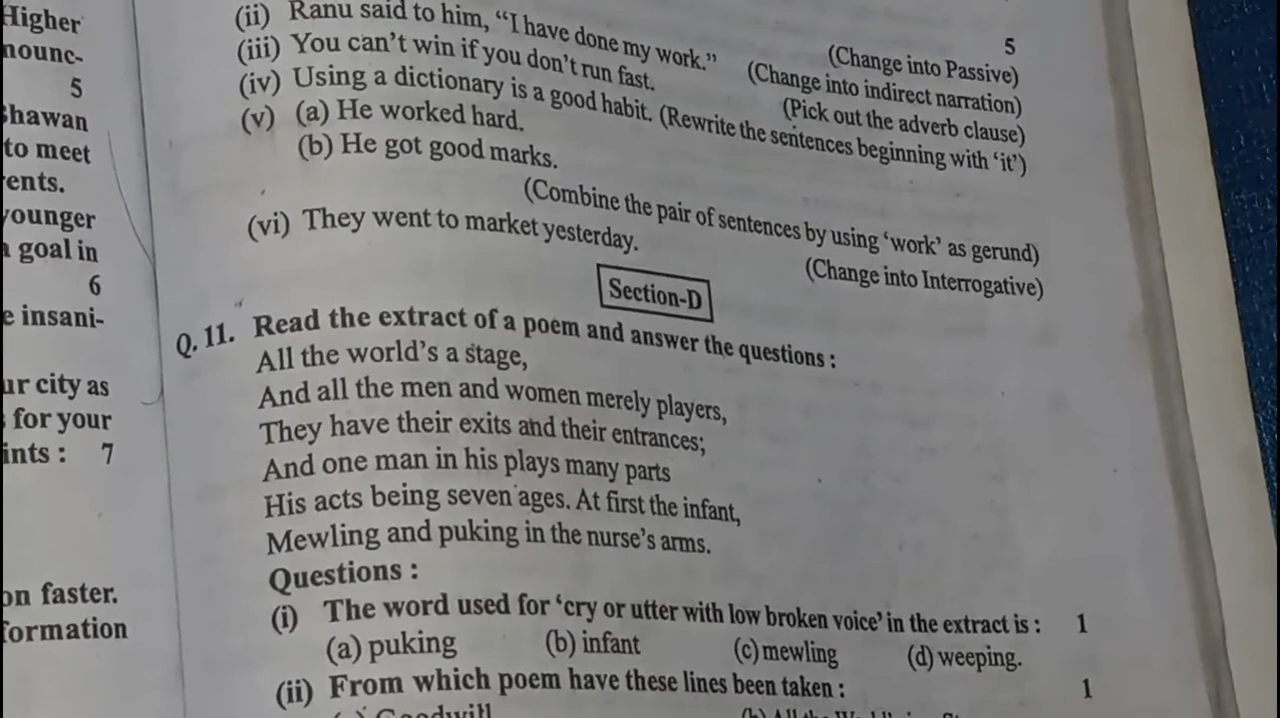 Higher
nounc-
5
Shawan
to meet
rents.
younger
a goal in
6
e insani-
ur city as
for your
ints : 7
on faster.
formation
5
(Change into Passive)
(ii) Ranu said to him, “I have done my work.” (Change into indirect narration)
(iii) You can’t win if you don’t run fast. (Pick out the adverb clause)
(iv) Using a dictionary is a good habit. (Rewrite the sentences beginning with ‘it’)
(v) (a) He worked hard.
(b) He got good marks.
(Combine the pair of sentences by using ‘work’ as gerund)
(vi) They went to market yesterday. (Change into Interrogative)
Section-D
Q. 11. Read the extract of a poem and answer the questions :
All the world’s a stage,
And all the men and women merely players,
They have their exits and their entrances;
And one man in his plays many parts
His acts being seven ages. At first the infant,
Mewling and puking in the nurse’s arms.
Questions :
(i) The word used for ‘cry or utter with low broken voice’ in the extract is : 1
(a) puking (b) infant (c) mewling (d) weeping.
(ii) From which poem have these lines been taken : 1
Goodwill (b) All the